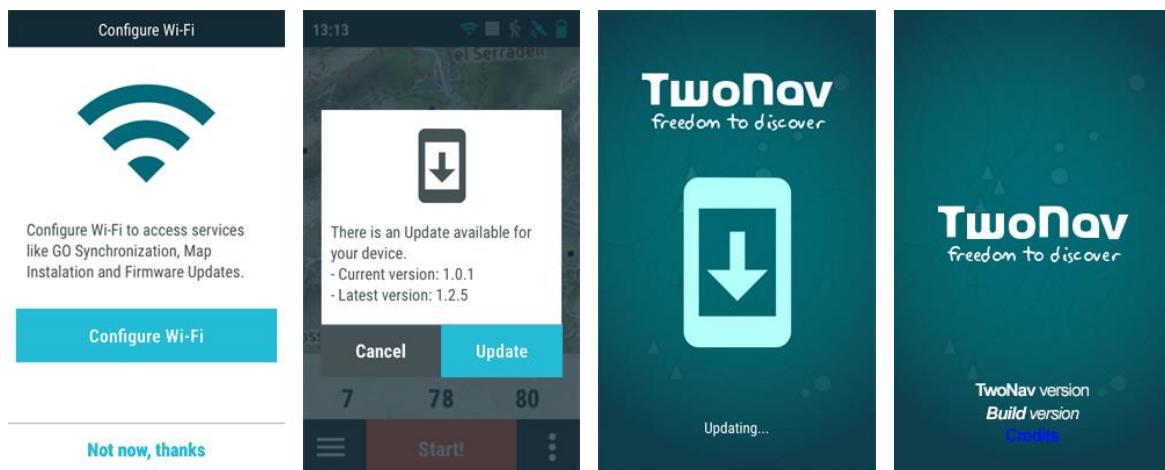 Configure Wi-Fi
Configure Wi-Fi to access services
like GO Synchronization, Map
Instalation and Firmware Updates.
Configure Wi-Fi
Not now, thanks
13:13
el Serradell
There is an Update available for
your device.
- Current version: 1.0.1
- Latest version: 1.2.5
Cancel
Update
7 78 80
Start!
TwoNav
freedom to discover
Updating...
TwoNav
freedom to discover
TwoNav version
Build version
Credits